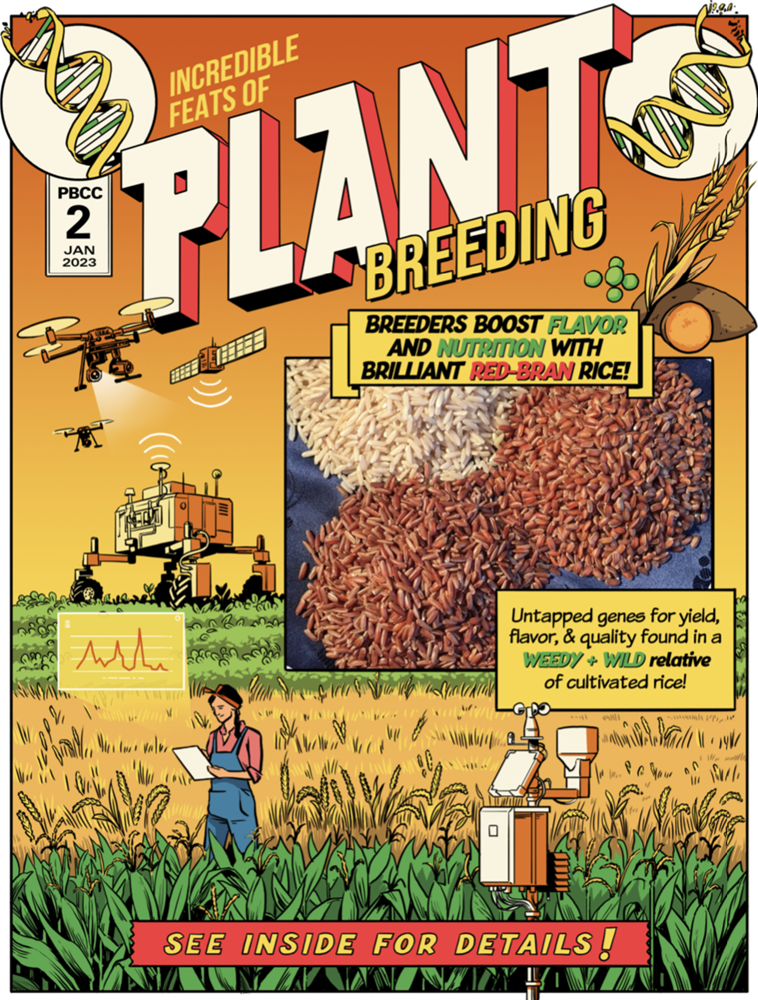 INCREDIBLE
FEATS OF
PLANT
BREEDING
PBCC
2
JAN
2023
BREEDERS BOOST FLAVOR
AND NUTRITION WITH
BRILLIANT RED-BRAN RICE!
Untapped genes for yield,
flavor, & quality found in a
WEEDY + WILD relative
of cultivated rice!
SEE INSIDE FOR DETAILS!